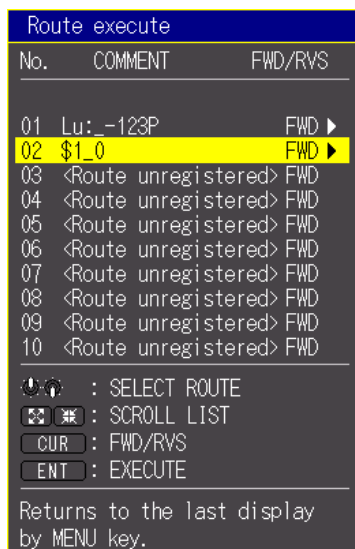 Route execute
No. COMMENT FWD/RVS
01 Lu:_-123P FWD ▶
02 $1_0 FWD ▶
03 <Route unregistered> FWD
04 <Route unregistered> FWD
05 <Route unregistered> FWD
06 <Route unregistered> FWD
07 <Route unregistered> FWD
08 <Route unregistered> FWD
09 <Route unregistered> FWD
10 <Route unregistered> FWD
: SELECT ROUTE
: SCROLL LIST
CUR : FWD/RVS
ENT : EXECUTE
Returns to the last display
by MENU key.